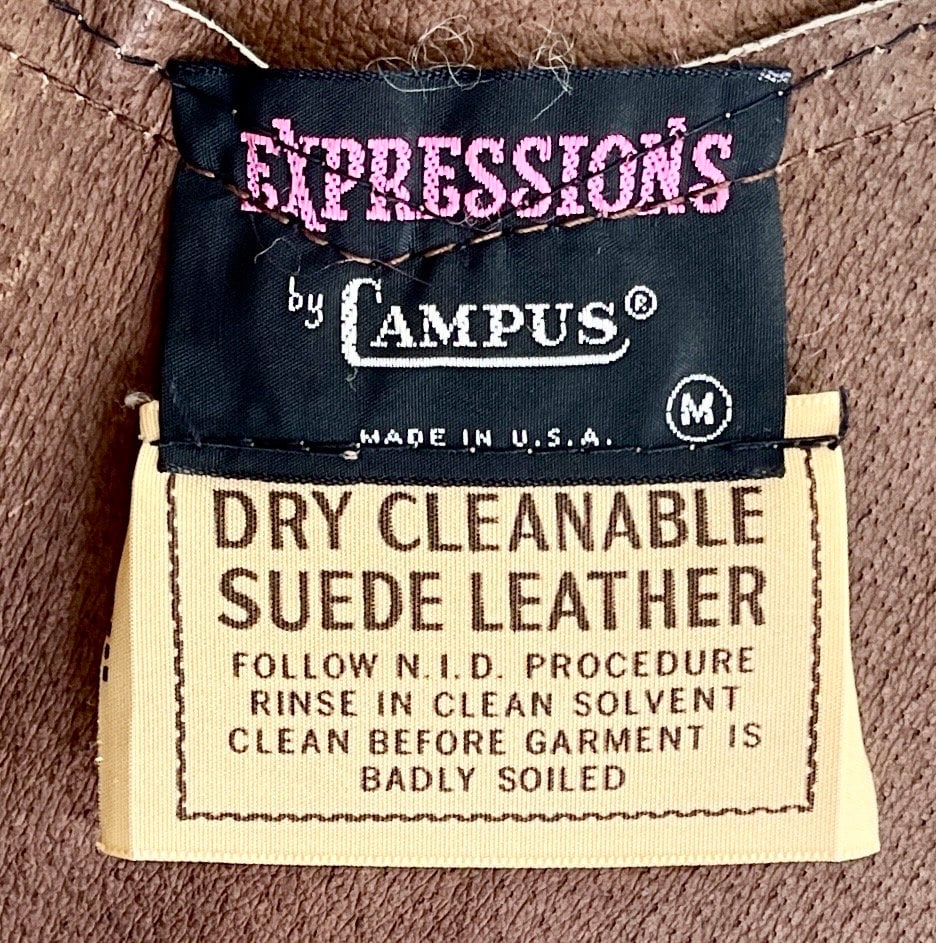 EXPRESSIONS
by CAMPUS®
M
MADE IN U.S.A.
DRY CLEANABLE
SUEDE LEATHER
FOLLOW N.I.D. PROCEDURE
RINSE IN CLEAN SOLVENT
CLEAN BEFORE GARMENT IS
BADLY SOILED